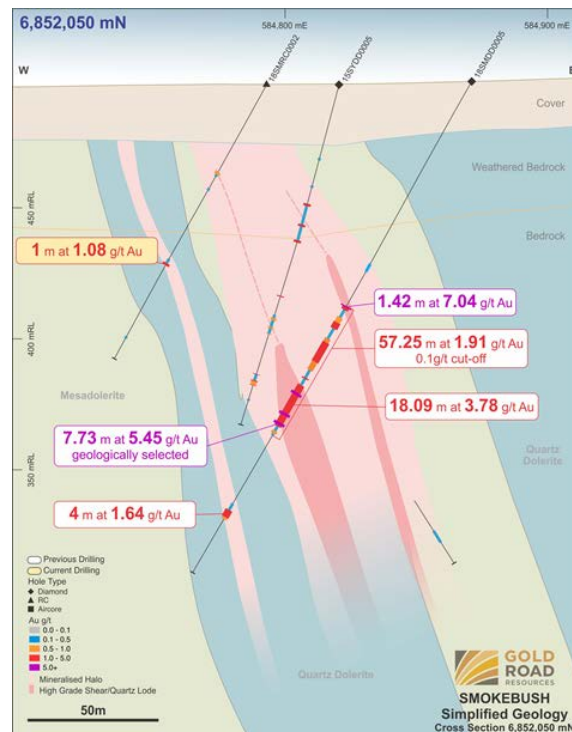 6,852,050 mN
584,800 mE
584,900 mE
W
E
18SMRC0002
15SYDD0005
18SMDD0005
Cover
Weathered Bedrock
450 mRL
Bedrock
1 m at 1.08 g/t Au
1.42 m at 7.04 g/t Au
57.25 m at 1.91 g/t Au
0.1g/t cut-off
400 mRL
Mesadolerite
18.09 m at 3.78 g/t Au
7.73 m at 5.45 g/t Au
geologically selected
Quartz
Dolerite
350 mRL
4 m at 1.64 g/t Au
Previous Drilling
Current Drilling
Hole Type
Diamond
RC
Aircore
Au g/t
0.0 - 0.1
0.1 - 0.5
0.5 - 1.0
1.0 - 5.0
5.0+
Mineralised Halo
High Grade Shear/Quartz Lode
50m
Quartz Dolerite
GOLD
ROAD
RESOURCES
SMOKEBUSH
Simplified Geology
Cross Section 6,852,050 mN